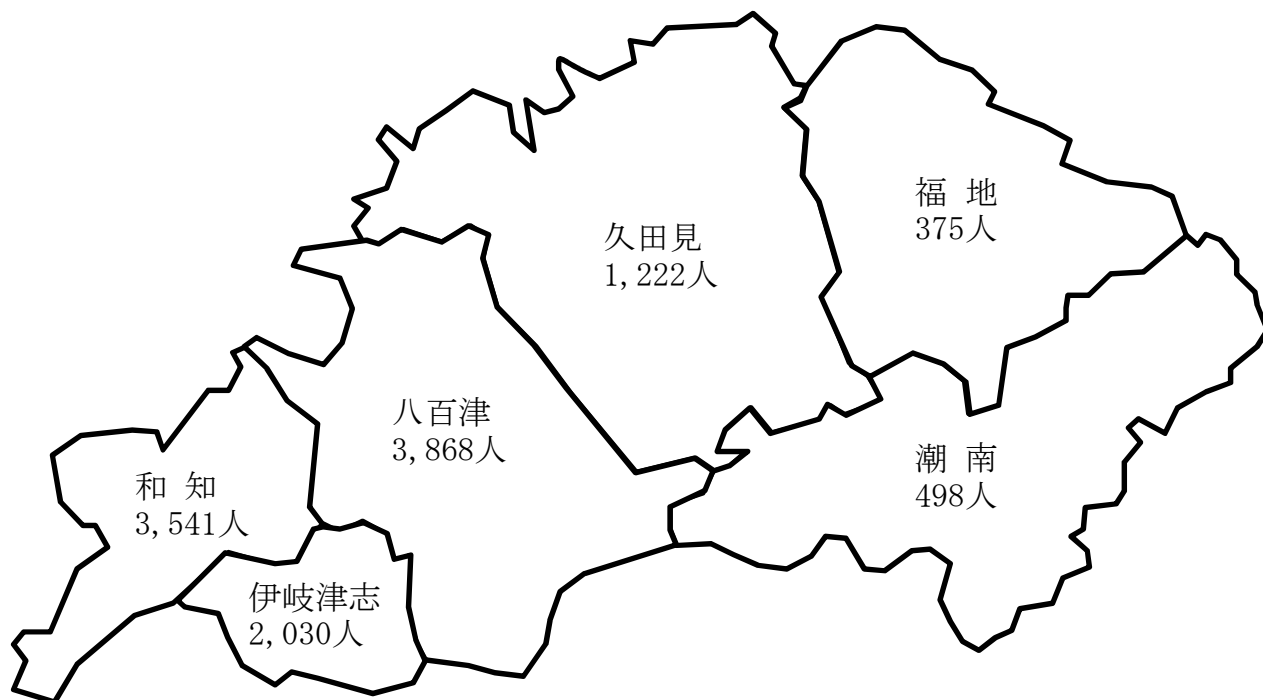 福 地
375人
久田見
1,222人
八百津
3,868人
潮 南
498人
和 知
3,541人
伊岐津志
2,030人